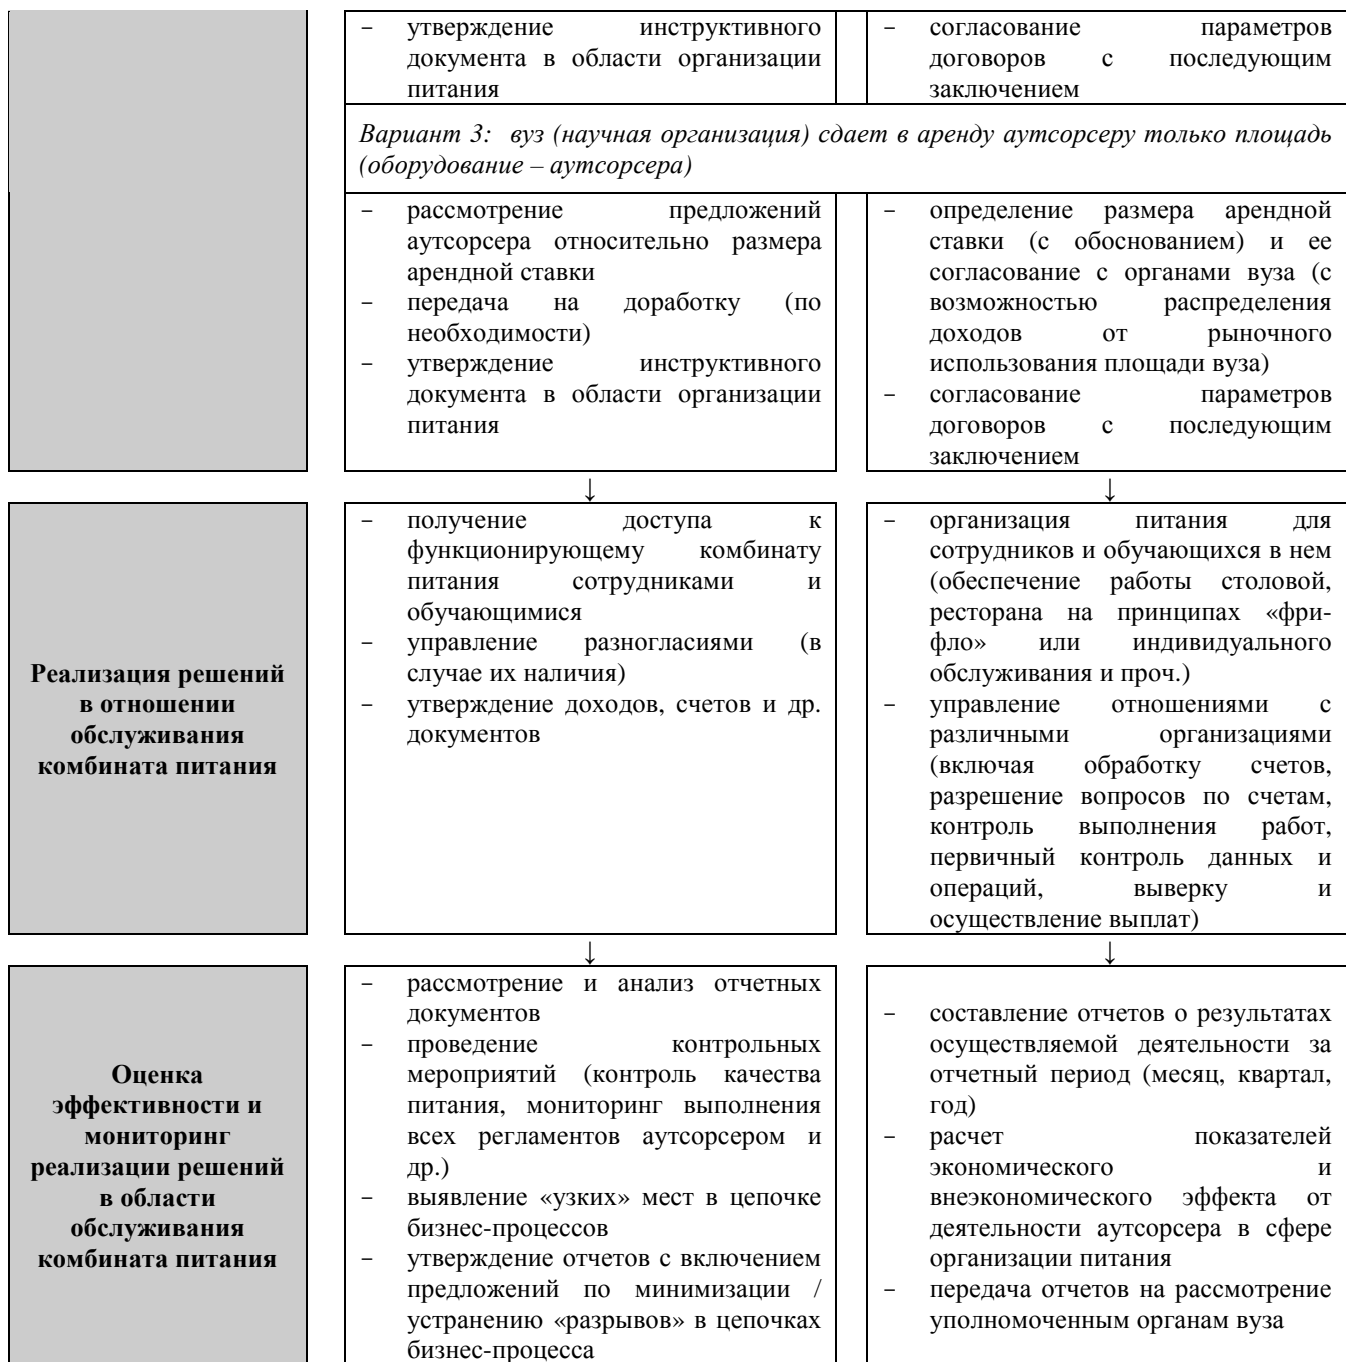 - утверждение инструктивного
документа в области организации
питания
- согласование параметров
договоров с последующим
заключением
Вариант 3: вуз (научная организация) сдает в аренду аутсорсеру только площадь
(оборудование – аутсорсера)
- рассмотрение предложений
аутсорсера относительно размера
арендной ставки
- передача на доработку (по
необходимости)
- утверждение инструктивного
документа в области организации
питания
- определение размера арендной
ставки (с обоснованием) и ее
согласование с органами вуза (с
возможностью распределения
доходов от рыночного
использования площади вуза)
- согласование параметров
договоров с последующим
заключением
↓ ↓
Реализация решений
в отношении
обслуживания
комбината питания
- получение доступа к
функционирующему комбинату
питания сотрудниками и
обучающимися
- управление разногласиями (в
случае их наличия)
- утверждение доходов, счетов и др.
документов
- организация питания для
сотрудников и обучающихся в нем
(обеспечение работы столовой,
ресторана на принципах «фри-
фло» или индивидуального
обслуживания и проч.)
- управление отношениями с
различными организациями
(включая обработку счетов,
разрешение вопросов по счетам,
контроль выполнения работ,
первичный контроль данных и
операций, выверку и
осуществление выплат)
↓ ↓
Оценка
эффективности и
мониторинг
реализации решений
в области
обслуживания
комбината питания
- рассмотрение и анализ отчетных
документов
- проведение контрольных
мероприятий (контроль качества
питания, мониторинг выполнения
всех регламентов аутсорсером и
др.)
- выявление «узких» мест в цепочке
бизнес-процессов
- утверждение отчетов с включением
предложений по минимизации /
устранению «разрывов» в цепочках
бизнес-процесса
- составление отчетов о результатах
осуществляемой деятельности за
отчетный период (месяц, квартал,
год)
- расчет показателей
экономического и
внеэкономического эффекта от
деятельности аутсорсера в сфере
организации питания
- передача отчетов на рассмотрение
уполномоченным органам вуза